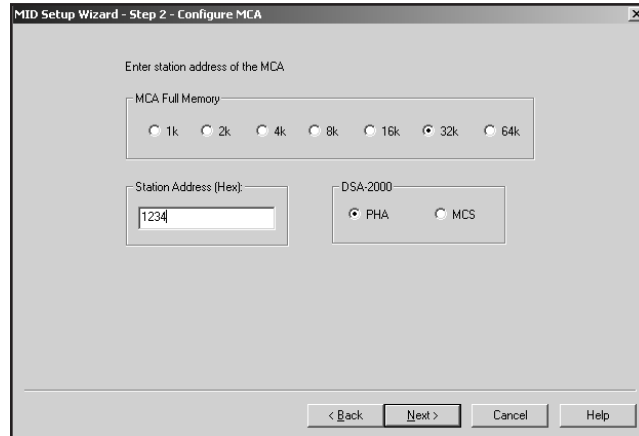 MID Setup Wizard - Step 2 - Configure MCA
Enter station address of the MCA
MCA Full Memory
1k 2k 4k 8k 16k 32k 64k
Station Address (Hex): DSA-2000
1234 PHA MCS
< Back Next > Cancel Help